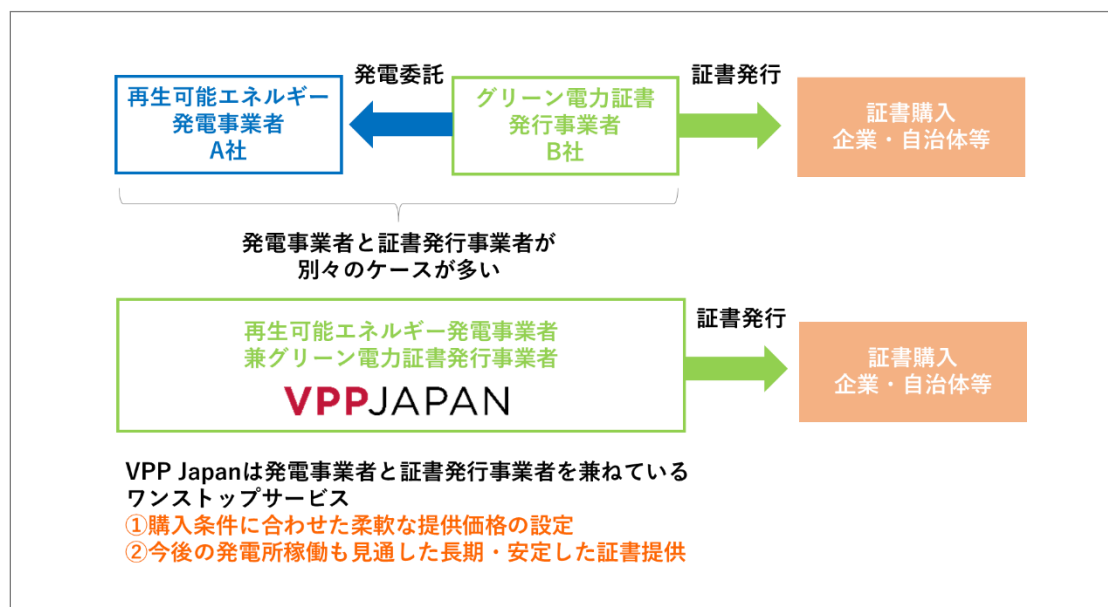 発電委託
証書発行
再生可能エネルギー
発電事業者
A社
グリーン電力証書
発行事業者
B社
証書購入
企業・自治体等
発電事業者と証書発行事業者が
別々のケースが多い
再生可能エネルギー発電事業者
兼グリーン電力証書発行事業者
VPPJAPAN
証書発行
証書購入
企業・自治体等
VPP Japanは発電事業者と証書発行事業者を兼ねている
ワンストップサービス
①購入条件に合わせた柔軟な提供価格の設定
②今後の発電所稼働も見通した長期・安定した証書提供